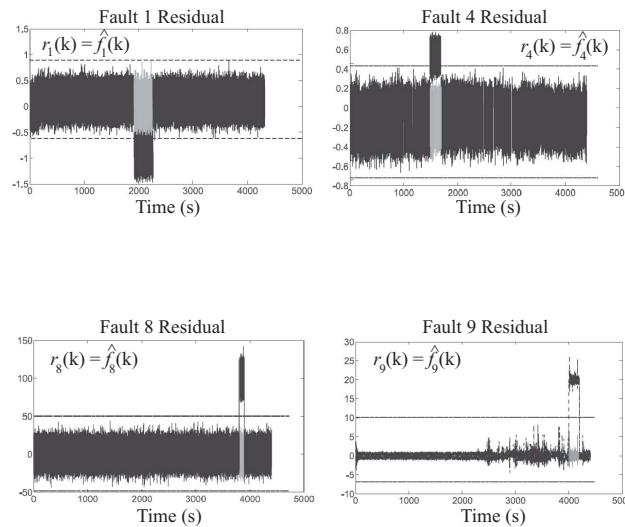 Fault 1 Residual
r₁(k) = f̂₁(k)
1.5
1
0.5
0
-0.5
-1
-1.5
0 1000 2000 3000 4000 5000
Time (s)
Fault 4 Residual
r₄(k) = f̂₄(k)
0.8
0.6
0.4
0.2
0
-0.2
-0.4
-0.6
-0.8
0 1000 2000 3000 4000 5000
Time (s)
Fault 8 Residual
r₈(k) = f̂₈(k)
150
100
50
0
-50
0 1000 2000 3000 4000 5000
Time (s)
Fault 9 Residual
r₉(k) = f̂₉(k)
30
25
20
15
10
5
0
-5
-10
0 1000 2000 3000 4000 5000
Time (s)